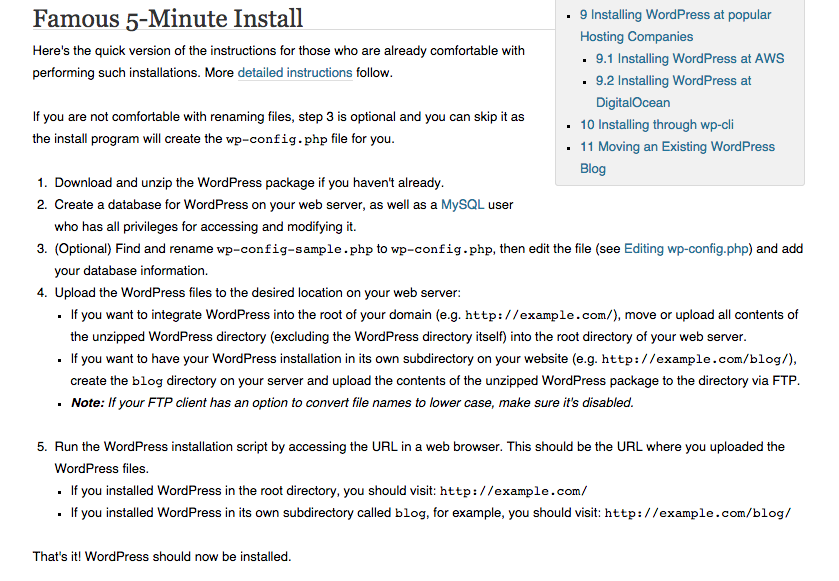 Famous 5-Minute Install
Here's the quick version of the instructions for those who are already comfortable with
performing such installations. More detailed instructions follow.
If you are not comfortable with renaming files, step 3 is optional and you can skip it as
the install program will create the wp-config.php file for you.
9 Installing WordPress at popular
Hosting Companies
9.1 Installing WordPress at AWS
9.2 Installing WordPress at
DigitalOcean
10 Installing through wp-cli
11 Moving an Existing WordPress
Blog
1. Download and unzip the WordPress package if you haven't already.
2. Create a database for WordPress on your web server, as well as a MySQL user
who has all privileges for accessing and modifying it.
3. (Optional) Find and rename wp-config-sample.php to wp-config.php, then edit the file (see Editing wp-config.php) and add
your database information.
4. Upload the WordPress files to the desired location on your web server:
If you want to integrate WordPress into the root of your domain (e.g. http://example.com/), move or upload all contents of
the unzipped WordPress directory (excluding the WordPress directory itself) into the root directory of your web server.
If you want to have your WordPress installation in its own subdirectory on your website (e.g. http://example.com/blog/),
create the blog directory on your server and upload the contents of the unzipped WordPress package to the directory via FTP.
Note: If your FTP client has an option to convert file names to lower case, make sure it's disabled.
5. Run the WordPress installation script by accessing the URL in a web browser. This should be the URL where you uploaded the
WordPress files.
If you installed WordPress in the root directory, you should visit: http://example.com/
If you installed WordPress in its own subdirectory called blog, for example, you should visit: http://example.com/blog/
That's it! WordPress should now be installed.